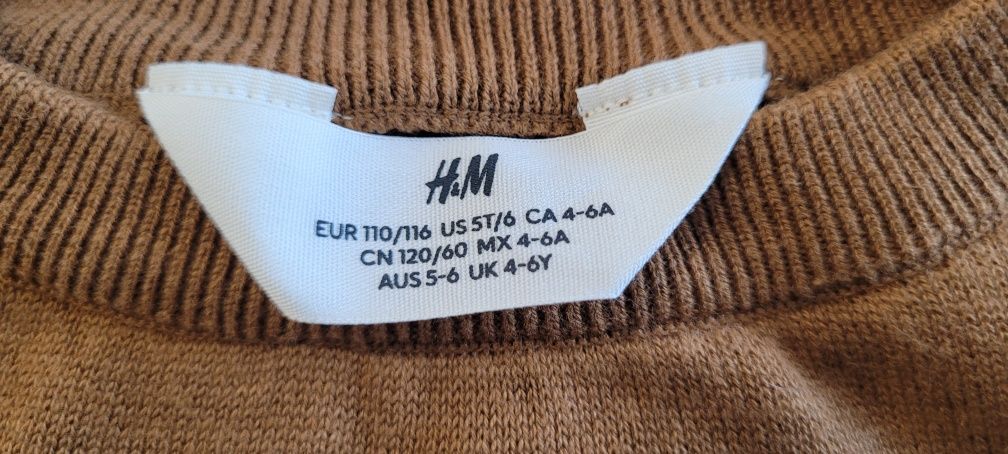 H&M
EUR 110/116 US 5T/6 CA 4-6A
CN 120/60 MX 4-6A
AUS 5-6 UK 4-6Y